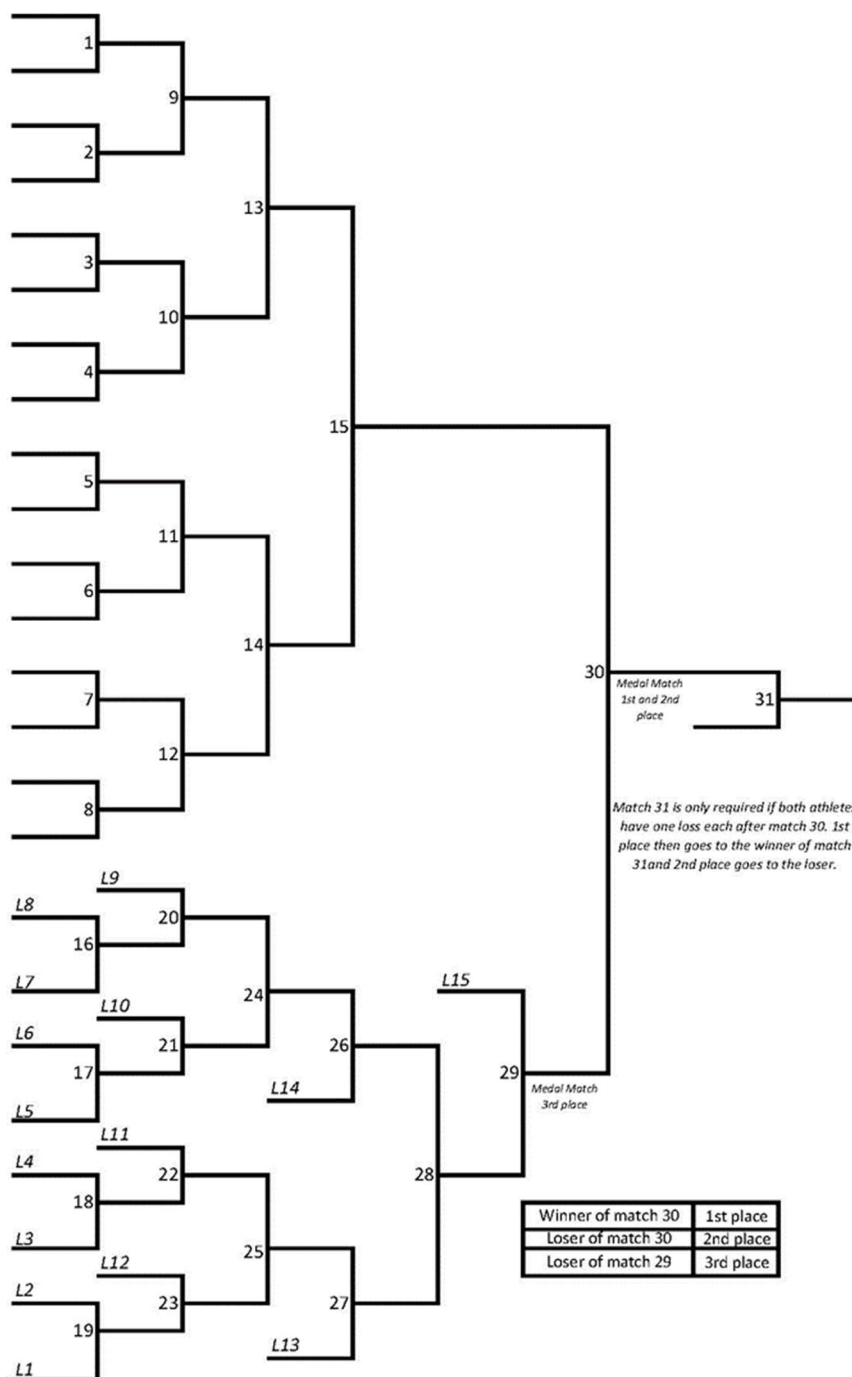 1
9
2
13
3
10
4
15
5
11
6
14
7
12
8
30
Medal Match
1st and 2nd
place
31
Match 31 is only required if both athletes
have one loss each after match 30. 1st
place then goes to the winner of match
31and 2nd place goes to the loser.
L9
L8
20
16
L7
24
L15
L10
L6
21
26
17
29
Medal Match
3rd place
L14
L5
L11
L4
22
28
18
L3
25
L12
L2
23
27
19
L13
L1
Winner of match 30 1st place
Loser of match 30 2nd place
Loser of match 29 3rd place